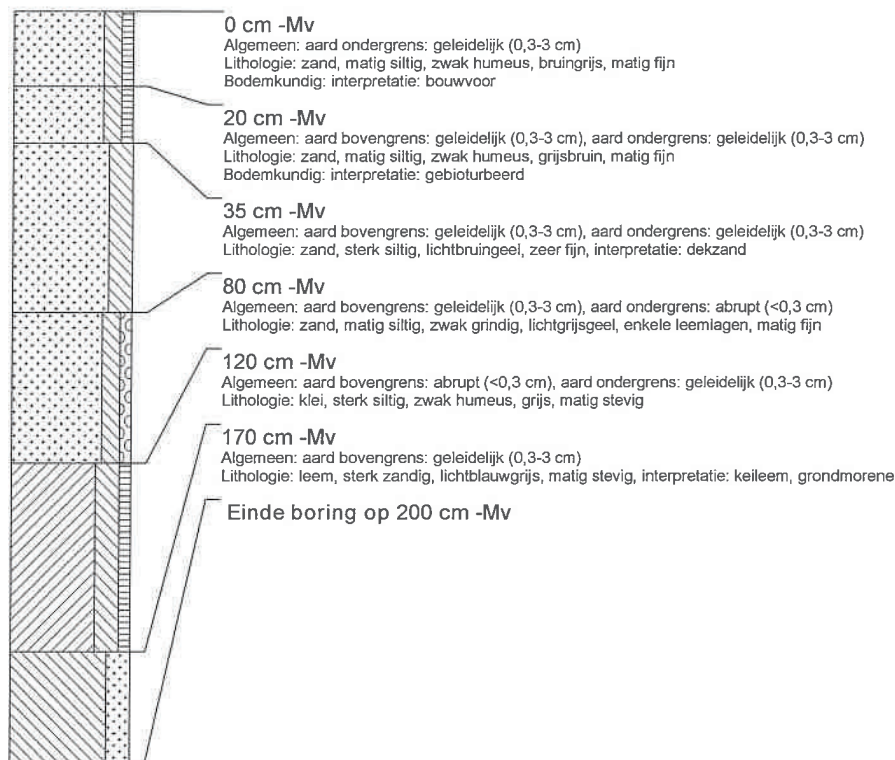 0 cm -Mv
Algemeen: aard ondergrens: geleidelijk (0,3-3 cm)
Lithologie: zand, matig siltig, zwak humeus, bruingrijs, matig fijn
Bodemkundig: interpretatie: bouwvoor
20 cm -Mv
Algemeen: aard bovengrens: geleidelijk (0,3-3 cm), aard ondergrens: geleidelijk (0,3-3 cm)
Lithologie: zand, matig siltig, zwak humeus, grijsbruin, matig fijn
Bodemkundig: interpretatie: gebioturbeerd
35 cm -Mv
Algemeen: aard bovengrens: geleidelijk (0,3-3 cm), aard ondergrens: geleidelijk (0,3-3 cm)
Lithologie: zand, sterk siltig, lichtbruingeel, zeer fijn, interpretatie: dekzand
80 cm -Mv
Algemeen: aard bovengrens: geleidelijk (0,3-3 cm), aard ondergrens: abrupt (<0,3 cm)
Lithologie: zand, matig siltig, zwak grindig, lichtgrijsgeel, enkele leemlagen, matig fijn
120 cm -Mv
Algemeen: aard bovengrens: abrupt (<0,3 cm), aard ondergrens: geleidelijk (0,3-3 cm)
Lithologie: klei, sterk siltig, zwak humeus, grijs, matig stevig
170 cm -Mv
Algemeen: aard bovengrens: geleidelijk (0,3-3 cm)
Lithologie: leem, sterk zandig, lichtblauwgrijs, matig stevig, interpretatie: keileem, grondmorene
Einde boring op 200 cm -Mv